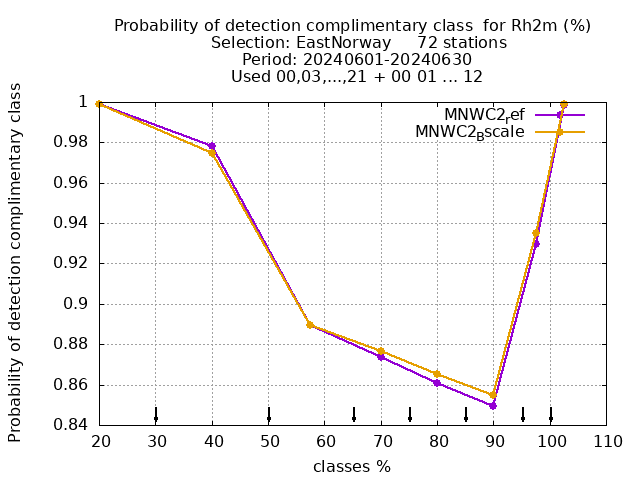 Probability of detection complimentary class  for Rh2m (%)
Selection: EastNorway     72 stations
Period: 20240601-20240630
Used 00,03,...,21 + 00 01 ... 12
Probability of detection complimentary class
MNWC2ref
MNWC2Bscale
1
0.98
0.96
0.94
0.92
0.9
0.88
0.86
0.84
20 30 40 50 60 70 80 90 100 110
classes %